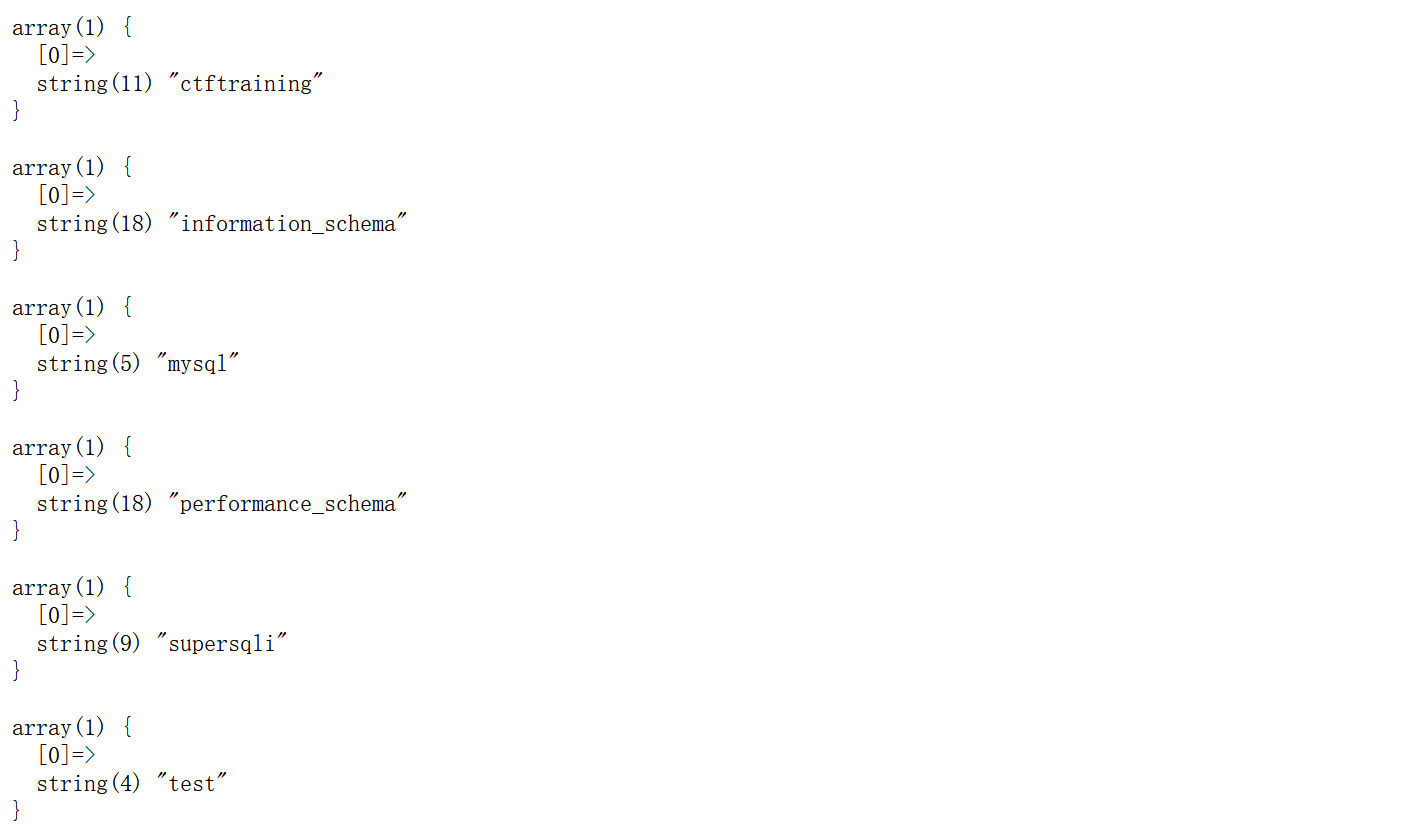 array(1) {
  [0]=>
  string(11) "ctftraining"
}

array(1) {
  [0]=>
  string(18) "information_schema"
}

array(1) {
  [0]=>
  string(5) "mysql"
}

array(1) {
  [0]=>
  string(18) "performance_schema"
}

array(1) {
  [0]=>
  string(9) "supersqli"
}

array(1) {
  [0]=>
  string(4) "test"
}